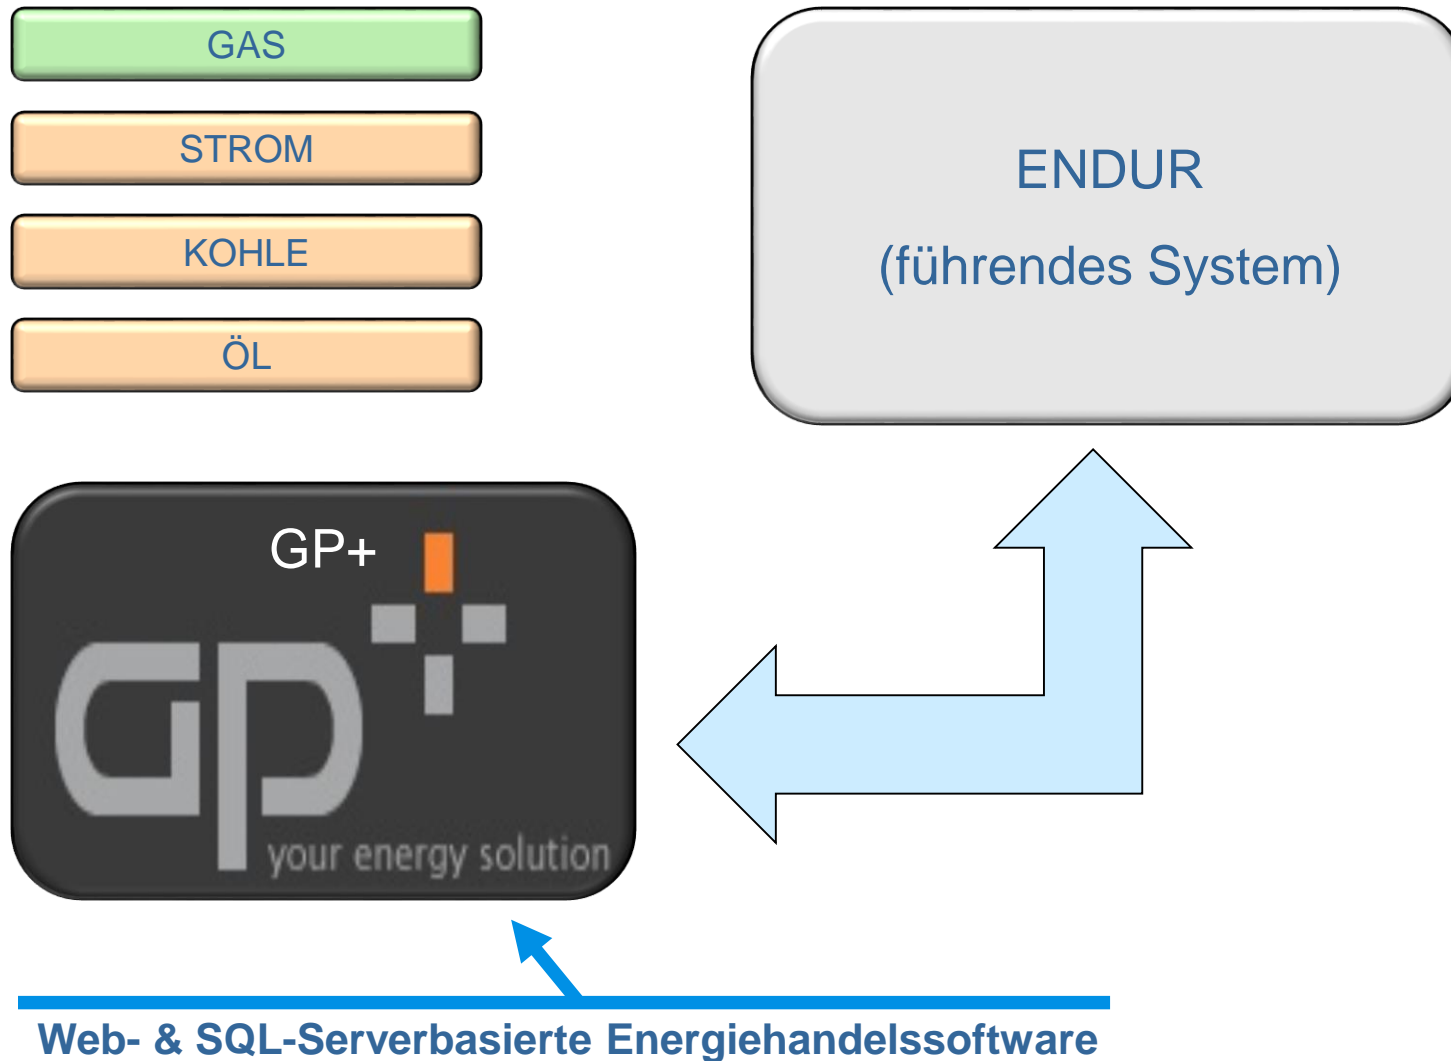 GAS
STROM
KOHLE
ÖL
ENDUR
(führendes System)
GP+
GP
your energy solution
Web- & SQL-Serverbasierte Energiehandelssoftware